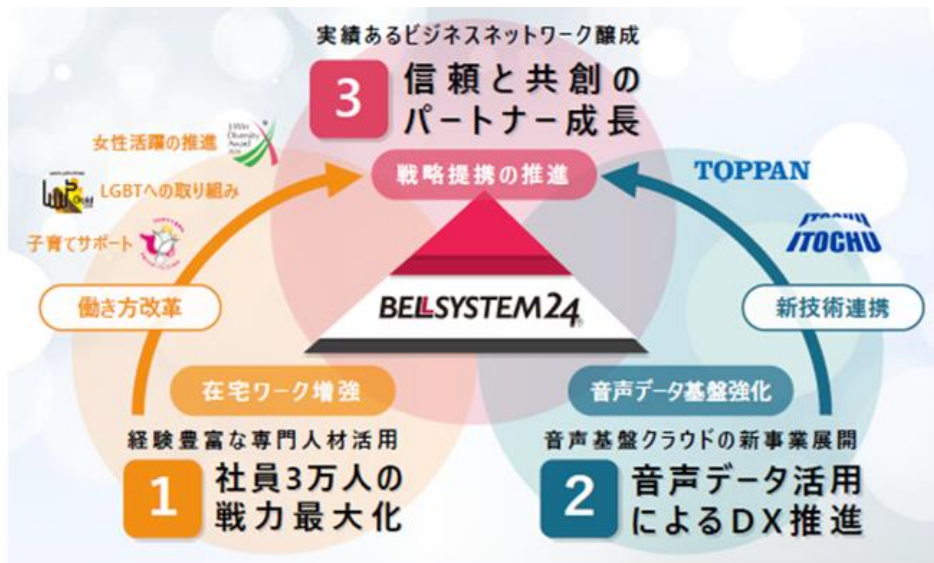 実績あるビジネスネットワーク醸成
3
信頼と共創の
パートナー成長
戦略提携の推進
女性活躍の推進
J-Win
Diversity
Award
LGBTへの取り組み
Gold
子育てサポート
働き方改革
TOPPAN
ITOCHU
ITOCHU
新技術連携
BELLSYSTEM24
在宅ワーク増強
経験豊富な専門人材活用
1
社員3万人の
戦力最大化
音声データ基盤強化
音声基盤クラウドの新事業展開
2
音声データ活用
によるDX推進